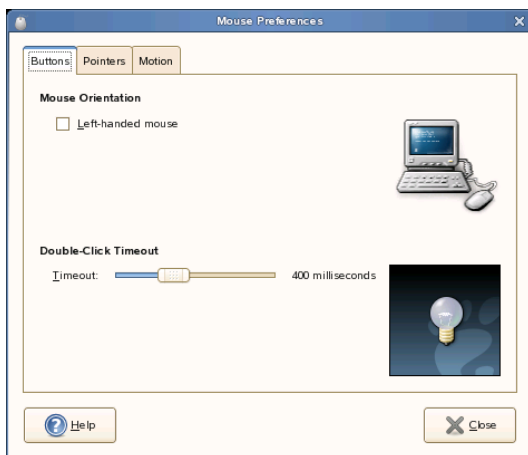 Mouse Preferences
Buttons Pointers Motion
Mouse Orientation
Left-handed mouse
Double-Click Timeout
Timeout: 400 milliseconds
Help Close